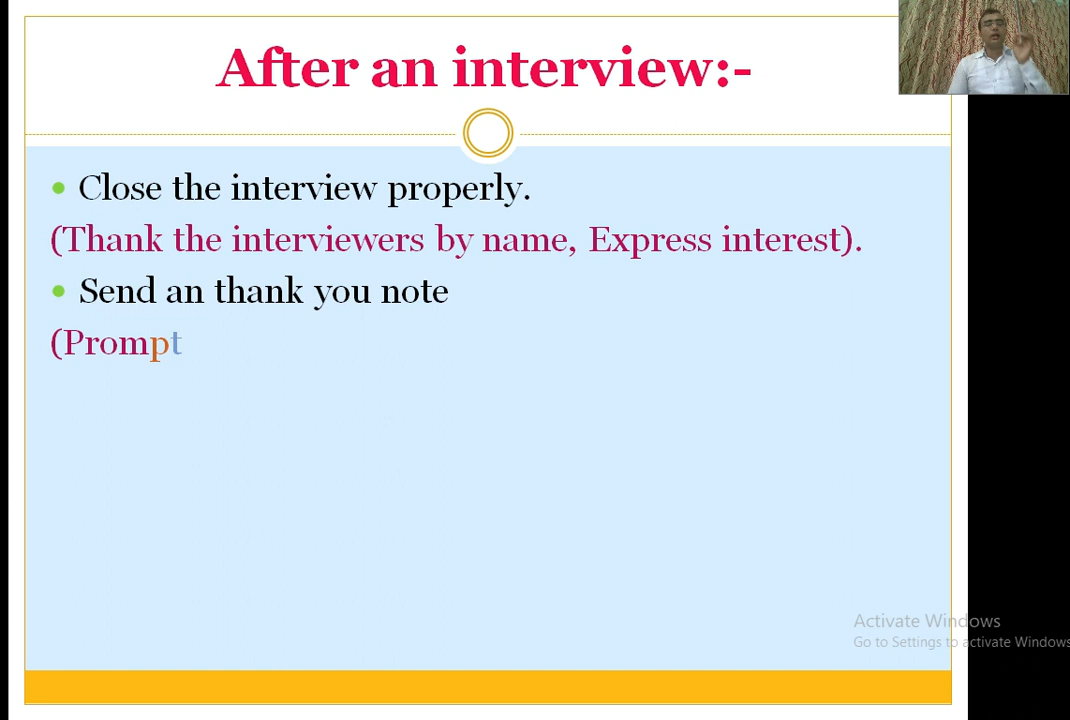 After an interview:-
Close the interview properly.
(Thank the interviewers by name, Express interest).
Send an thank you note
(Prompt
Activate Windows
Go to Settings to activate Windows